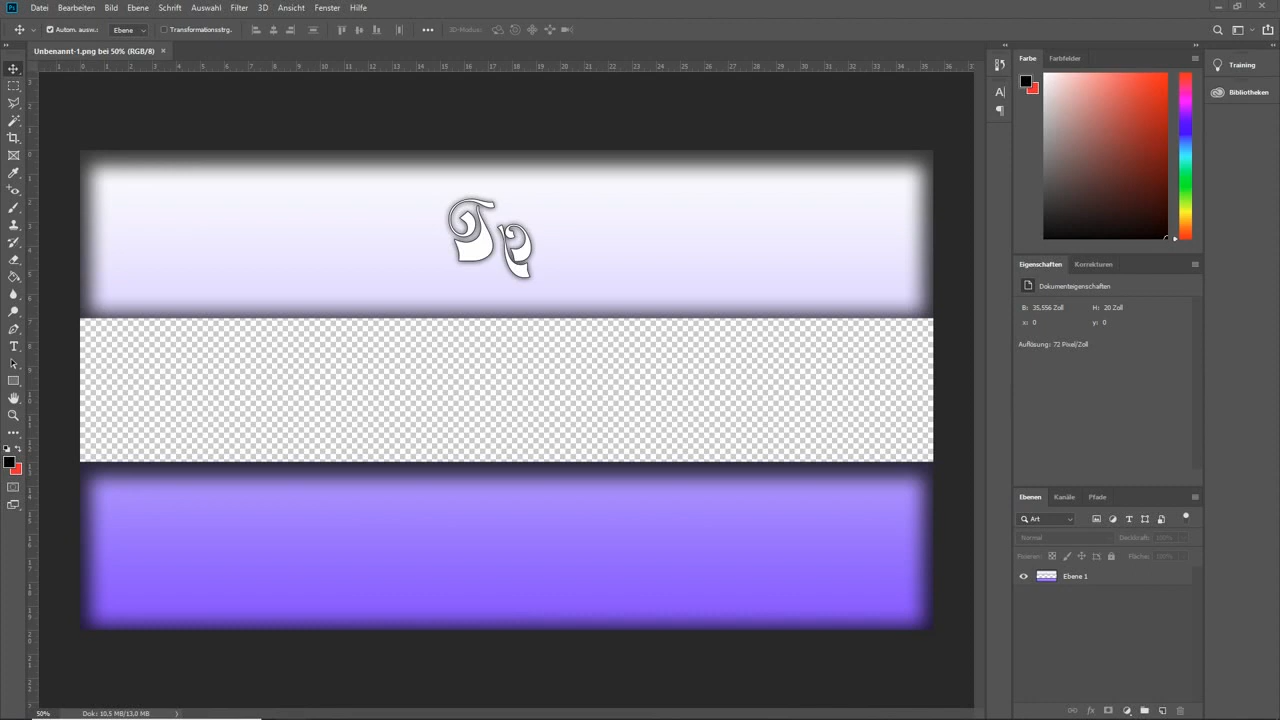 Datei Bearbeiten Bild Ebene Schrift Auswahl Filter 3D Ansicht Fenster Hilfe
Autom. ausw.: Ebene Transformationsstrg. 3D-Modus:
Unbenannt-1.png bei 50% (RGB/8)
Farbe Farbfelder
Training
Bibliotheken
Eigenschaften Korrekturen
Dokumenteigenschaften
B: 35,556 Zoll H: 20 Zoll
x: 0 y: 0
Auflösung: 72 Pixel/Zoll
Ebenen Kanäle Pfade
Art
Normal Deckkraft: 100%
Fixieren: Fläche: 100%
Ebene 1
50% Dok: 10,5 MB/13,0 MB